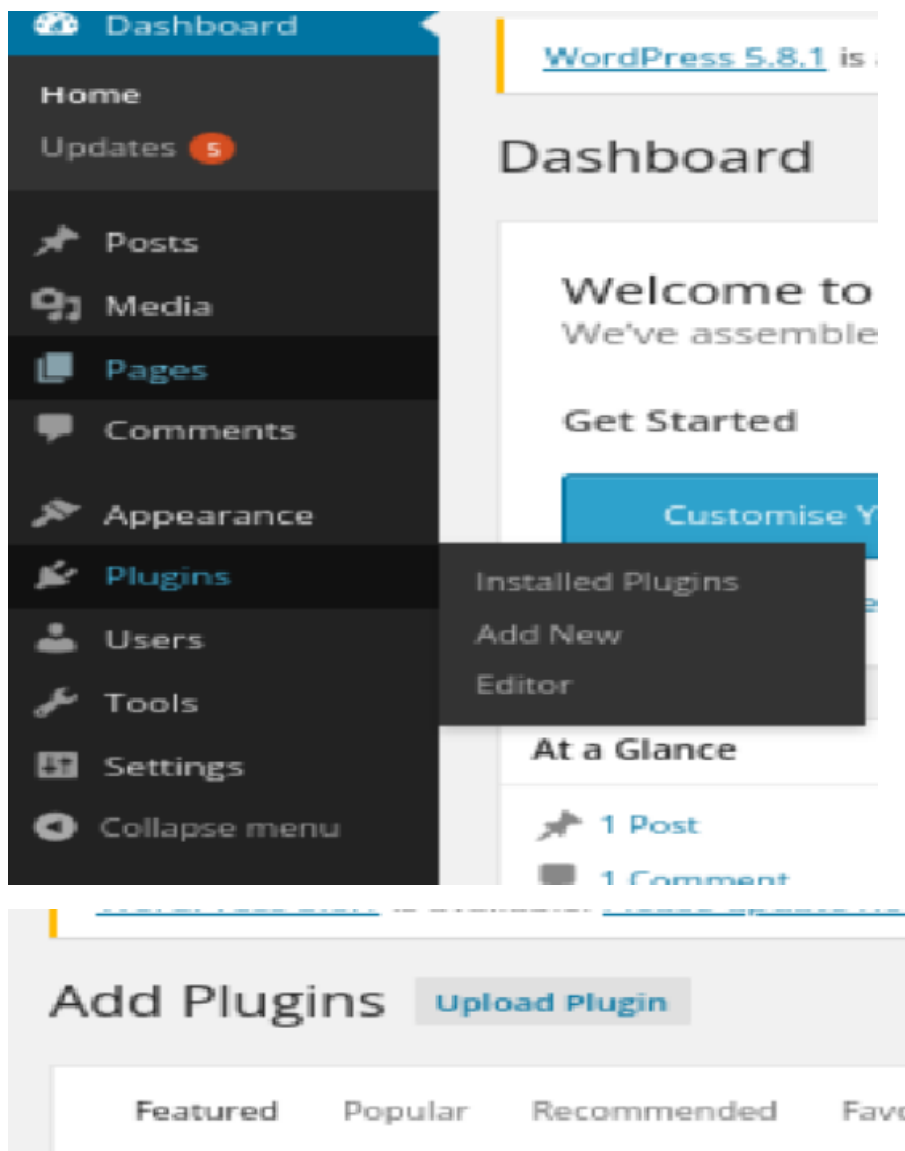 Dashboard
WordPress 5.8.1 is
Home
Updates 5
Dashboard
Posts
Media
Welcome to
We've assemble
Pages
Comments
Get Started
Appearance
Customise Y
Plugins
Installed Plugins
Add New
Editor
Users
Tools
Settings
Collapse menu
At a Glance
1 Post
1 Comment
Add Plugins Upload Plugin
Featured Popular Recommended Favo